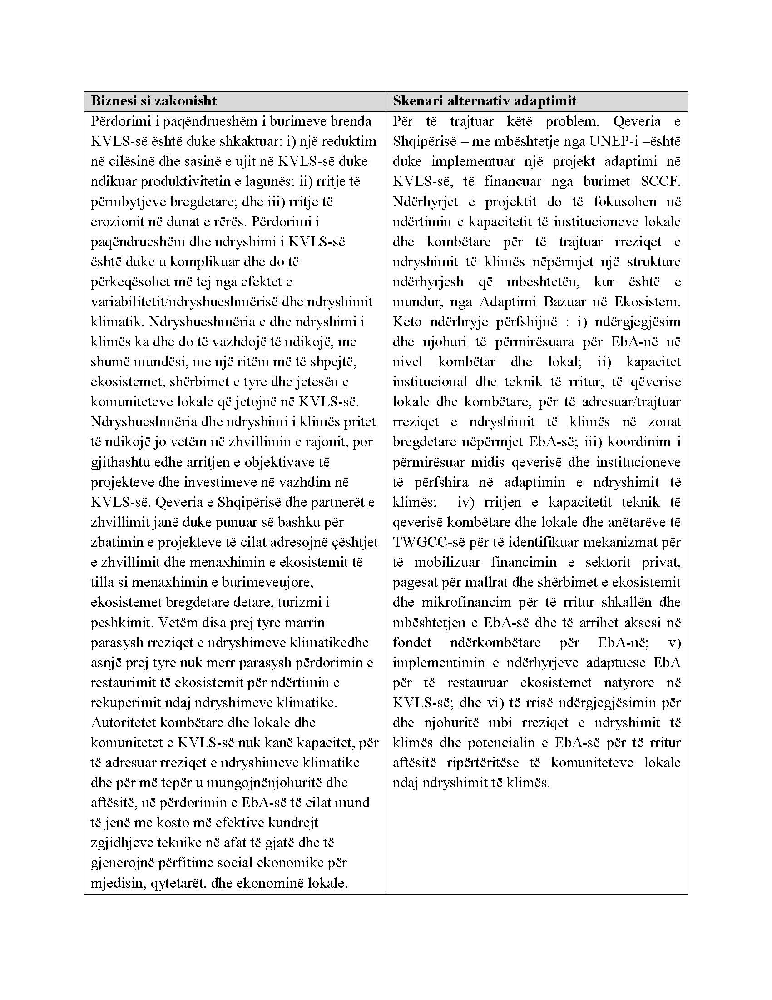 Biznesi si zakonisht
Përdorimi i paqëndrueshëm i burimeve brenda
KVLS-së është duke shkaktuar: i) një reduktim
në cilësinë dhe sasinë e ujit në KVLS-së duke
ndikuar produktivitetin e lagunës; ii) rritje të
përmbytjeve bregdetare; dhe iii) rritje të
erozionit në dunat e rërës. Përdorimi i
paqëndrueshëm dhe ndryshimi i KVLS-së
është duke u komplikuar dhe do të
përkeqësohet më tej nga efektet e
variabilitetit/ndryshueshmërisë dhe ndryshimit
klimatik. Ndryshueshmëria e dhe ndryshimi i
klimës ka dhe do të vazhdojë të ndikojë, me
shumë mundësi, me një ritëm më të shpejtë,
ekosistemet, shërbimet e tyre dhe jetesën e
komuniteteve lokale që jetojnë në KVLS-së.
Ndryshueshmëria dhe ndryshimi i klimës pritet
të ndikojë jo vetëm në zhvillimin e rajonit, por
gjithashtu edhe arritjen e objektivave të
projekteve dhe investimeve në vazhdim në
KVLS-së. Qeveria e Shqipërisë dhe partnerët e
zhvillimit janë duke punuar së bashku për
zbatimin e projekteve të cilat adresojnë çështjet
e zhvillimit dhe menaxhimin e ekosistemit të
tilla si menaxhimin e burimeveujore,
ekosistemet bregdetare detare, turizmi i
peshkimit. Vetëm disa prej tyre marrin
parasysh rreziqet e ndryshimeve klimatikedhe
asnjë prej tyre nuk merr parasysh përdorimin e
restaurimit të ekosistemit për ndërtimin e
rekuperimit ndaj ndryshimeve klimatike.
Autoritetet kombëtare dhe lokale dhe
komunitetet e KVLS-së nuk kanë kapacitet, për
të adresuar rreziqet e ndryshimeve klimatike
dhe për më tepër u mungojnënjohuritë dhe
aftësitë, në përdorimin e EbA-së të cilat mund
të jenë me kosto më efektive kundrejt
zgjidhjeve teknike në afat të gjatë dhe të
gjenerojnë përfitime social ekonomike për
mjedisin, qytetarët, dhe ekonominë lokale.
Skenari alternativ adaptimit
Për të trajtuar këtë problem, Qeveria e
Shqipërisë – me mbështetje nga UNEP-i –është
duke implementuar një projekt adaptimi në
KVLS-së, të financuar nga burimet SCCF.
Ndërhyrjet e projektit do të fokusohen në
ndërtimin e kapacitetit të institucioneve lokale
dhe kombëtare për të trajtuar rreziqet e
ndryshimit të klimës nëpërmjet një strukture
ndërhyrjesh që mbeshtetën, kur është e
mundur, nga Adaptimi Bazuar në Ekosistem.
Keto ndërhryje përfshijnë : i) ndërgjegjësim
dhe njohuri të përmirësuara për EbA-në në
nivel kombëtar dhe lokal; ii) kapacitet
institucional dhe teknik të rritur, të qëverise
lokale dhe kombëtare, për të adresuar/trajtuar
rreziqet e ndryshimit të klimës në zonat
bregdetare nëpërmjet EbA-së; iii) koordinim i
përmirësuar midis qeverisë dhe institucioneve
të përfshira në adaptimin e ndryshimit të
klimës; iv) rritjen e kapacitetit teknik të
qeverisë kombëtare dhe lokale dhe anëtarëve të
TWGCC-së për të identifikuar mekanizmat për
të mobilizuar financimin e sektorit privat,
pagesat për mallrat dhe shërbimet e ekosistemit
dhe mikrofinancim për të rritur shkallën dhe
mbështetjen e EbA-së dhe të arrihet aksesi në
fondet ndërkombëtare për EbA-në; v)
implementimin e ndërhyrjeve adaptuese EbA
për të restauruar ekosistemet natyrore në
KVLS-së; dhe vi) të rrisë ndërgjegjësimin për
dhe njohuritë mbi rreziqet e ndryshimit të
klimës dhe potencialin e EbA-së për të rritur
aftësitë ripërtëritëse të komuniteteve lokale
ndaj ndryshimit të klimës.